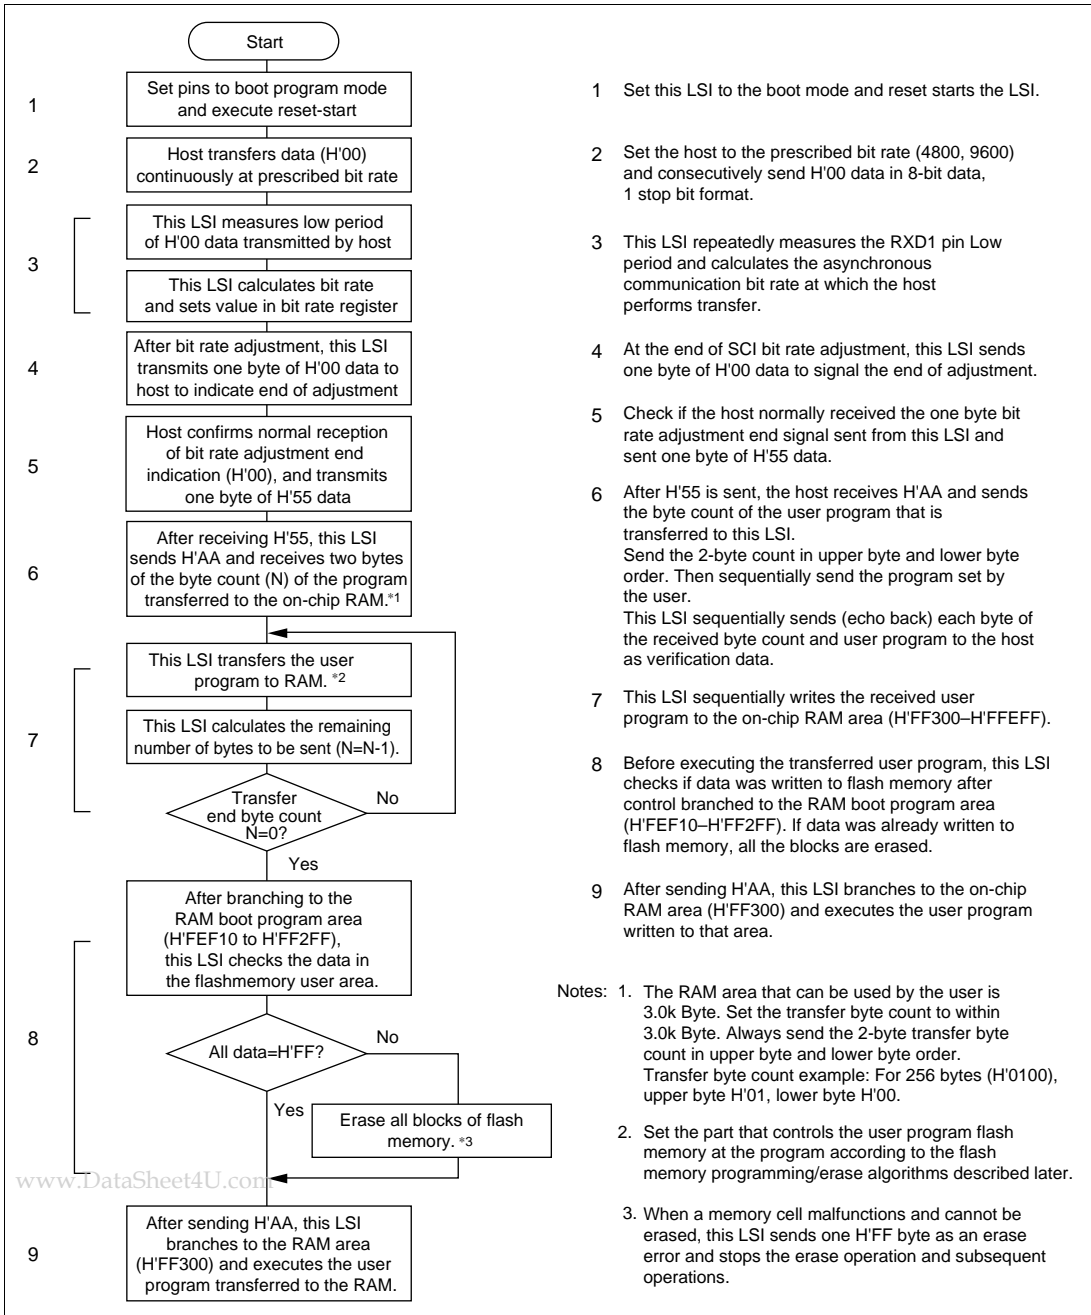 Start
1
Set pins to boot program mode
and execute reset-start
2
Host transfers data (H'00)
continuously at prescribed bit rate
3
This LSI measures low period
of H'00 data transmitted by host
This LSI calculates bit rate
and sets value in bit rate register
4
After bit rate adjustment, this LSI
transmits one byte of H'00 data to
host to indicate end of adjustment
5
Host confirms normal reception
of bit rate adjustment end
indication (H'00), and transmits
one byte of H'55 data
6
After receiving H'55, this LSI
sends H'AA and receives two bytes
of the byte count (N) of the program
transferred to the on-chip RAM.*1
7
This LSI transfers the user
program to RAM. *2
This LSI calculates the remaining
number of bytes to be sent (N=N-1).
Transfer
end byte count
N=0?
No
Yes
8
After branching to the
RAM boot program area
(H'FEF10 to H'FF2FF),
this LSI checks the data in
the flashmemory user area.
All data=H'FF?
No
Yes
Erase all blocks of flash
memory. *3
9
After sending H'AA, this LSI
branches to the RAM area
(H'FF300) and executes the user
program transferred to the RAM.
1 Set this LSI to the boot mode and reset starts the LSI.
2 Set the host to the prescribed bit rate (4800, 9600)
and consecutively send H'00 data in 8-bit data,
1 stop bit format.
3 This LSI repeatedly measures the RXD1 pin Low
period and calculates the asynchronous
communication bit rate at which the host
performs transfer.
4 At the end of SCI bit rate adjustment, this LSI sends
one byte of H'00 data to signal the end of adjustment.
5 Check if the host normally received the one byte bit
rate adjustment end signal sent from this LSI and
sent one byte of H'55 data.
6 After H'55 is sent, the host receives H'AA and sends
the byte count of the user program that is
transferred to this LSI.
Send the 2-byte count in upper byte and lower byte
order. Then sequentially send the program set by
the user.
This LSI sequentially sends (echo back) each byte of
the received byte count and user program to the host
as verification data.
7 This LSI sequentially writes the received user
program to the on-chip RAM area (H'FF300–H'FFEFF).
8 Before executing the transferred user program, this LSI
checks if data was written to flash memory after
control branched to the RAM boot program area
(H'FEF10–H'FF2FF). If data was already written to
flash memory, all the blocks are erased.
9 After sending H'AA, this LSI branches to the on-chip
RAM area (H'FF300) and executes the user program
written to that area.
Notes: 1. The RAM area that can be used by the user is
3.0k Byte. Set the transfer byte count to within
3.0k Byte. Always send the 2-byte transfer byte
count in upper byte and lower byte order.
Transfer byte count example: For 256 bytes (H'0100),
upper byte H'01, lower byte H'00.
2. Set the part that controls the user program flash
memory at the program according to the flash
memory programming/erase algorithms described later.
3. When a memory cell malfunctions and cannot be
erased, this LSI sends one H'FF byte as an erase
error and stops the erase operation and subsequent
operations.
www.DataSheet4U.com